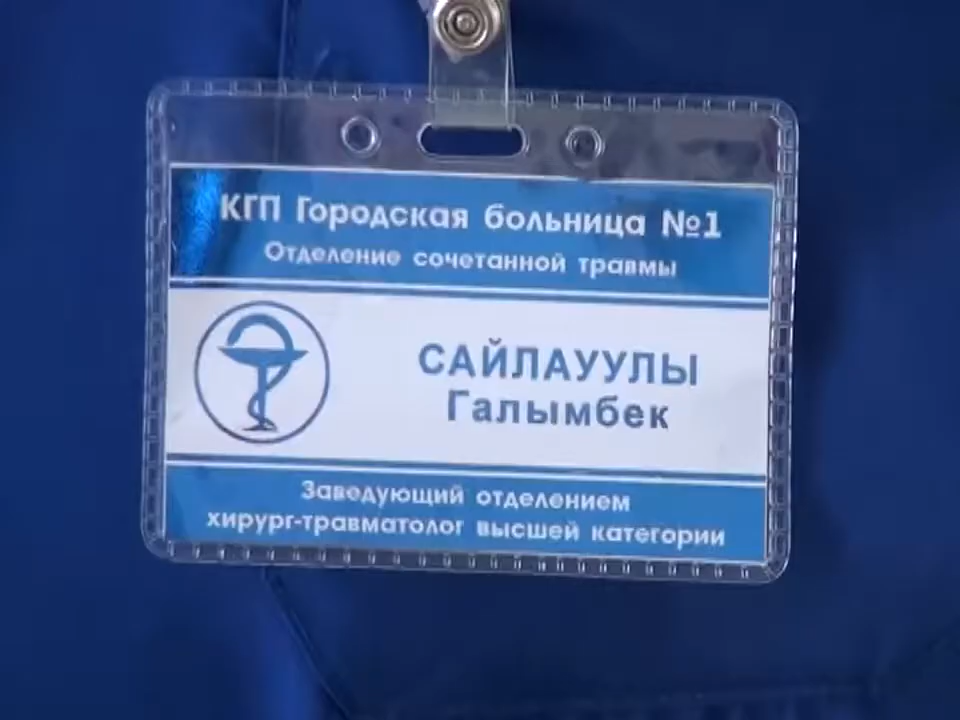 КГП Городская больница №1
Отделение сочетанной травмы
САЙЛАУУЛЫ
Галымбек
Заведующий отделением
хирург-травматолог высшей категории